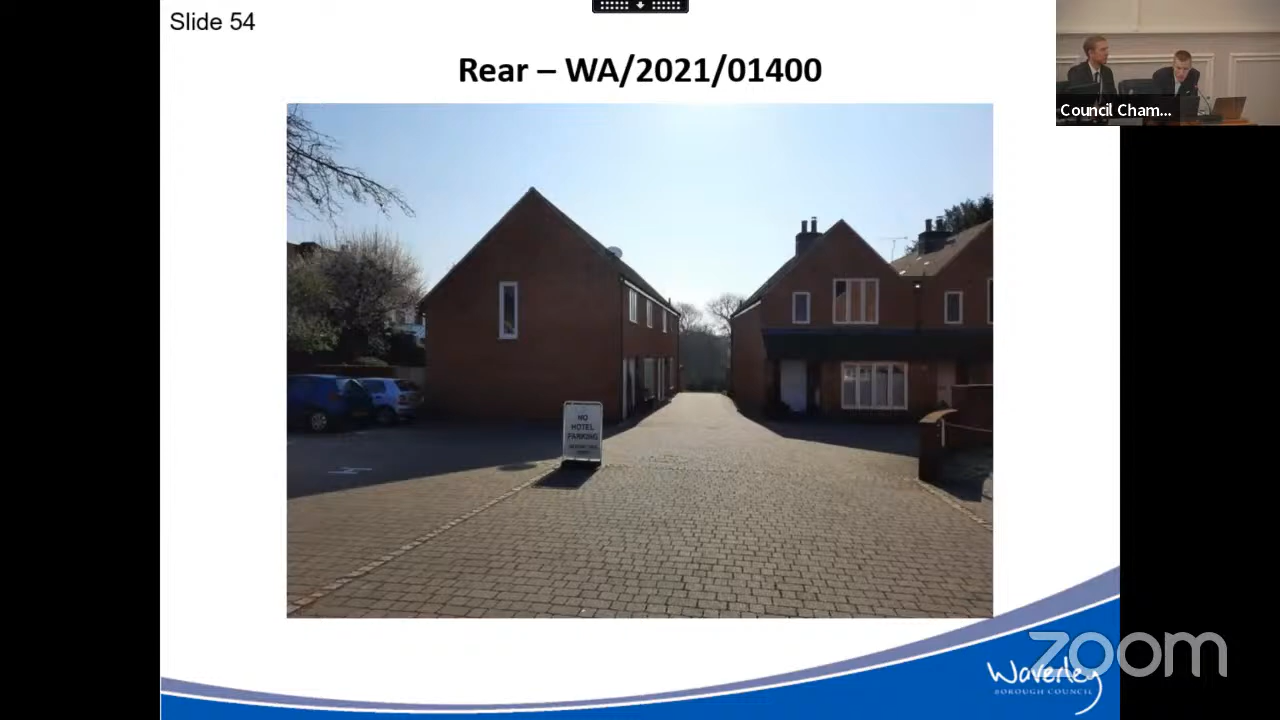 Slide 54
Rear – WA/2021/01400
Council Cham...
NO
HOTEL
PARKING
zoom
Waverley
BOROUGH COUNCIL